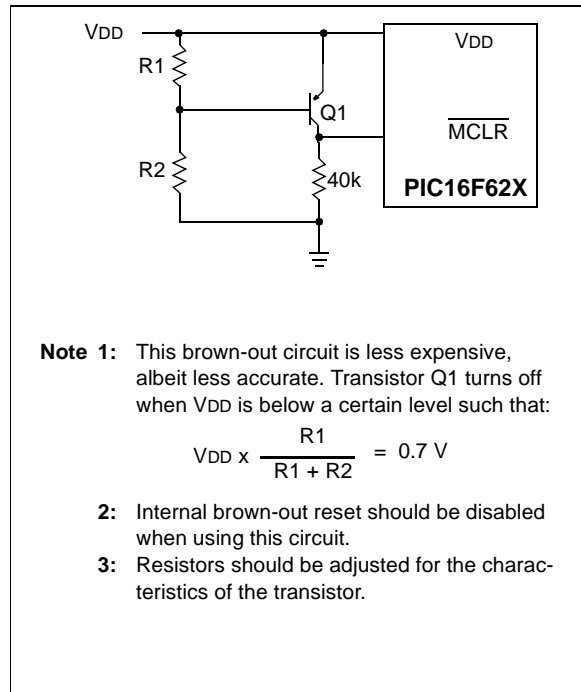 VDD
VDD
R1
Q1
MCLR
R2
40k
PIC16F62X
Note 1: This brown-out circuit is less expensive,
albeit less accurate. Transistor Q1 turns off
when VDD is below a certain level such that:
VDD x R1 / R1 + R2 = 0.7 V
2: Internal brown-out reset should be disabled
when using this circuit.
3: Resistors should be adjusted for the charac-
teristics of the transistor.